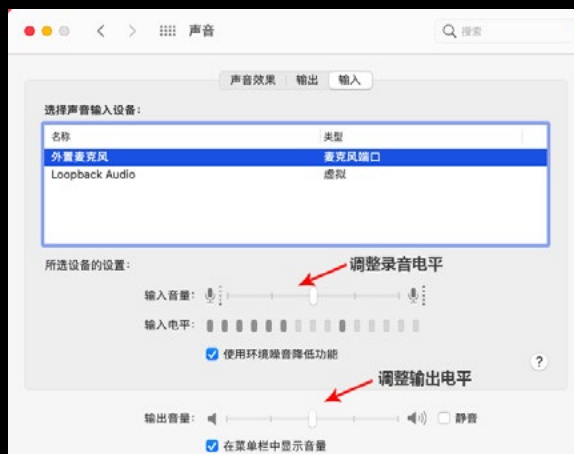 声音
搜索
声音效果 输出 输入
选择声音输入设备：
名称 类型
外置麦克风 麦克风端口
Loopback Audio 虚拟
所选设备的设置：
调整录音电平
输入音量：
输入电平：
使用环境噪音降低功能
?
调整输出电平
输出音量： 静音
在菜单栏中显示音量